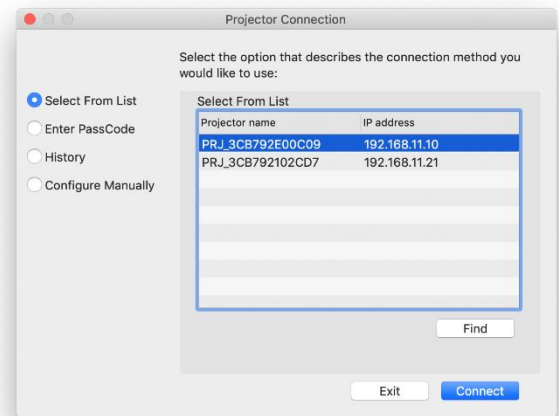 Projector Connection
Select the option that describes the connection method you
would like to use:
Select From List
Enter PassCode
History
Configure Manually
Select From List
Projector name IP address
PRJ_3CB792E00C09 192.168.11.10
PRJ_3CB792102CD7 192.168.11.21
Find
Exit Connect